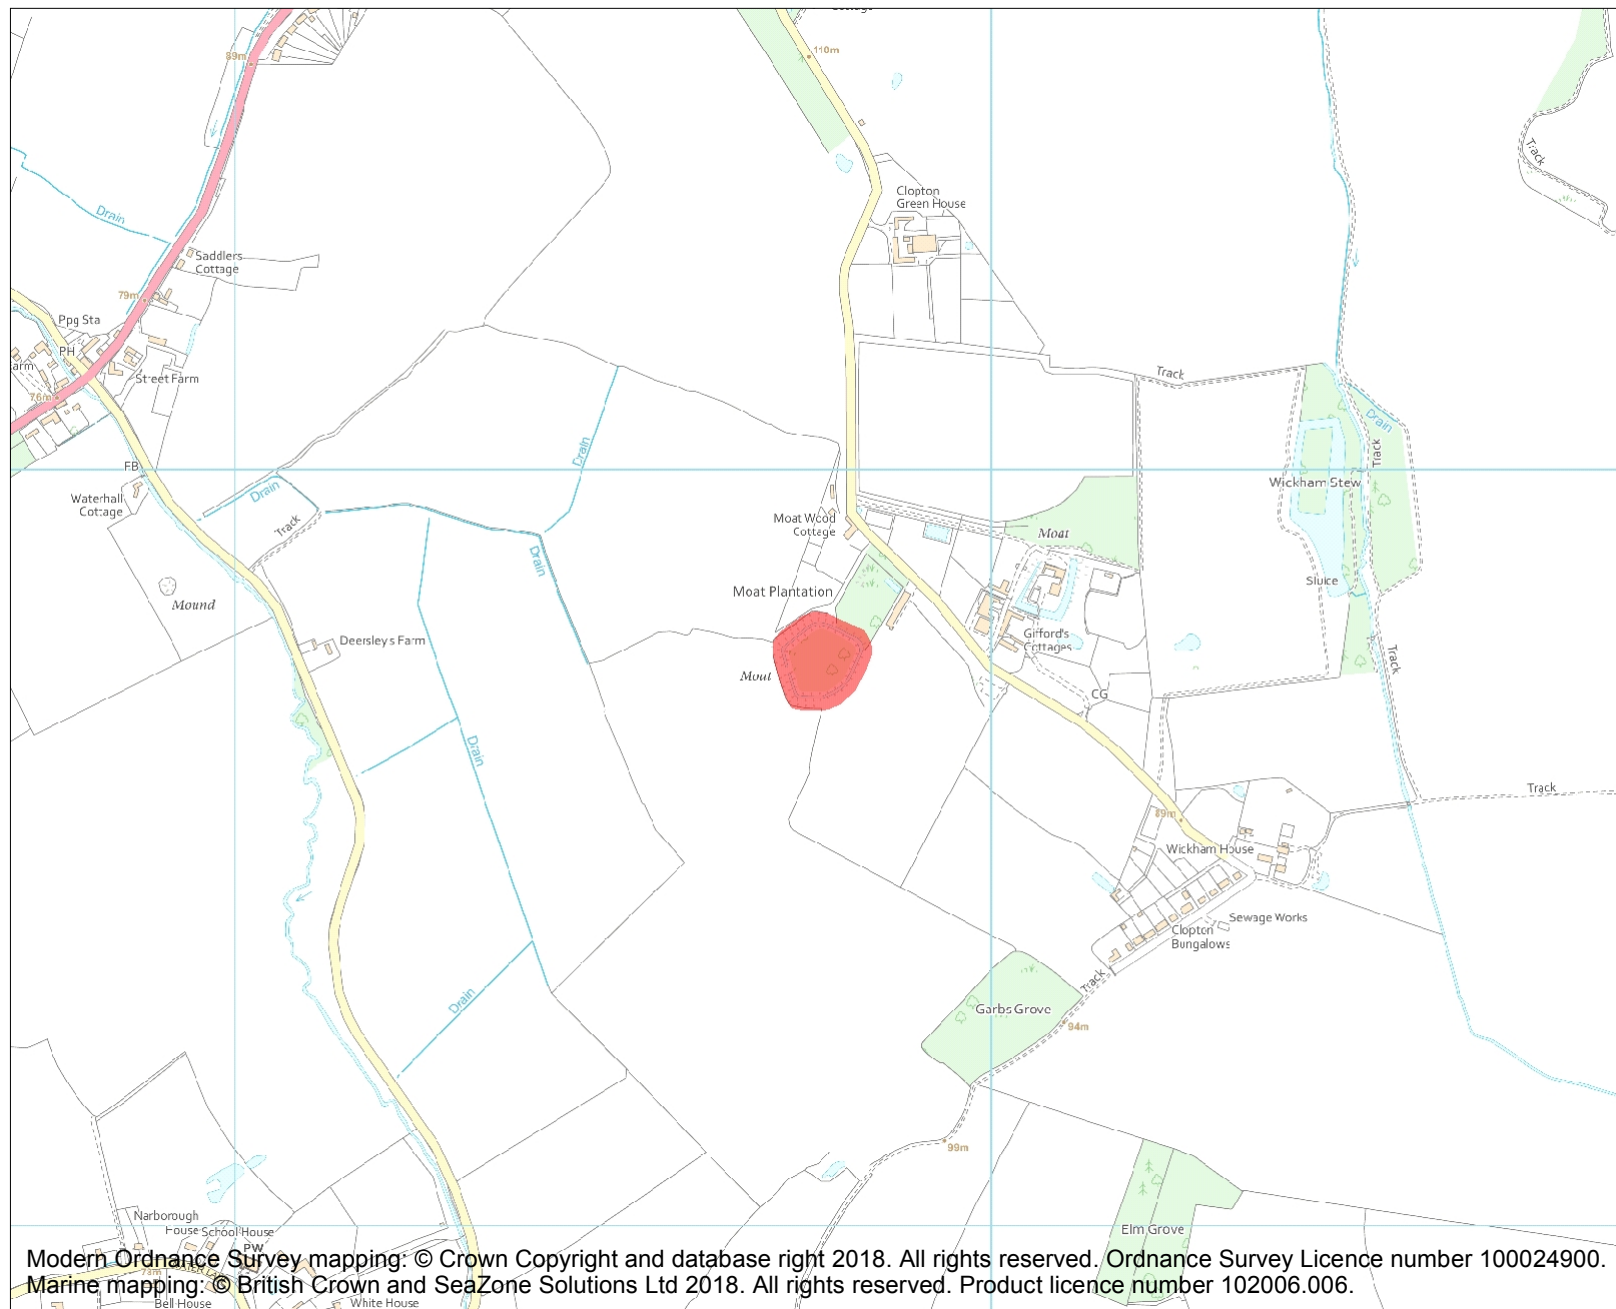 110m
89m
Track
Clopton
Green House
Drain
Saddlers
Cottage
79m
Ppg Sta
PH
arm
Street Farm
76m
Track
Drain
Track
Drain
FB
Drain
Wickham Stew
Waterhall
Cottage
Track
Moat Wood
Cottage
Moat
Drain
Sluice
Moat Plantation
Mound
Deersley's Farm
Gifford's
Cottages
Track
Moat
CG
Drain
Track
89m
Wickham House
Sewage Works
Clopton
Bungalows
Track
Drain
Garbs Grove
94m
99m
Narborough
House
School House
Elm Grove
PW
Modern Ordnance Survey mapping: © Crown Copyright and database right 2018. All rights reserved. Ordnance Survey Licence number 100024900.
Marine mapping: © British Crown and SeaZone Solutions Ltd 2018. All rights reserved. Product licence number 102006.006.
Bell House
White House